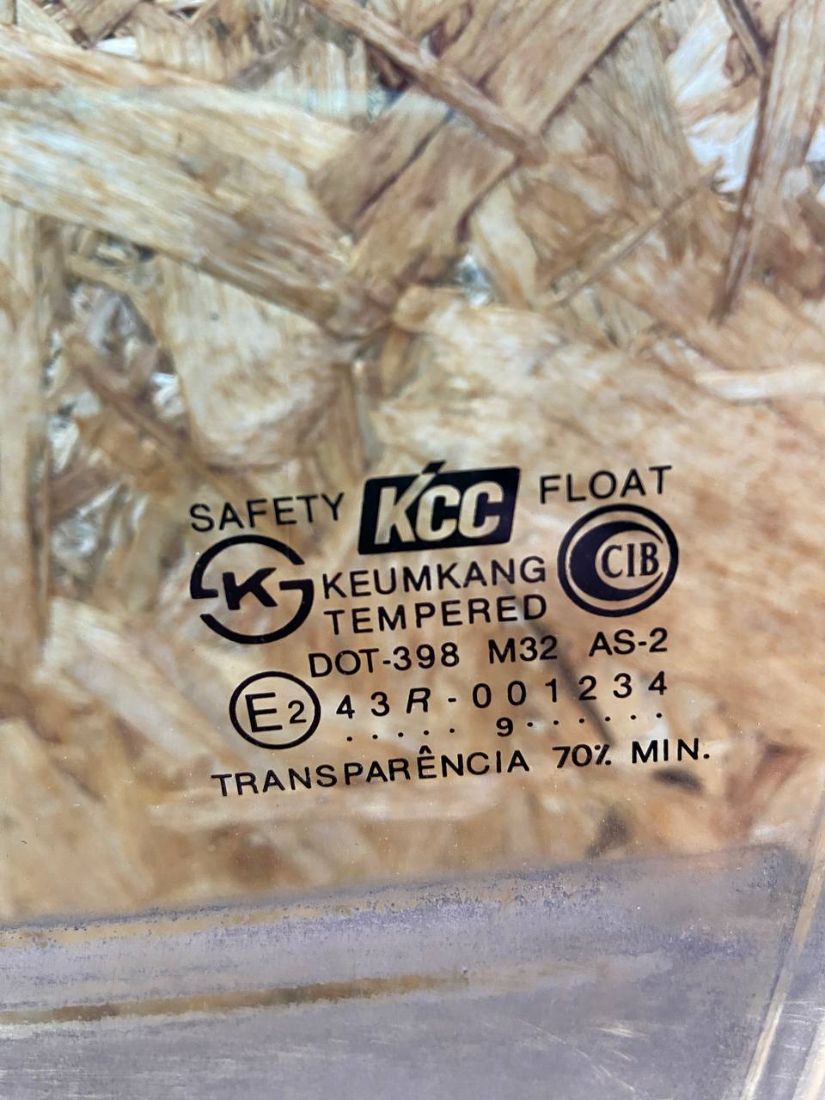 SAFETY KCC FLOAT
K KEUMKANG CIB
TEMPERED
DOT-398 M32 AS-2
E2 43R-001234
. . . . . 9 . . . . . .
TRANSPARÊNCIA 70% MIN.